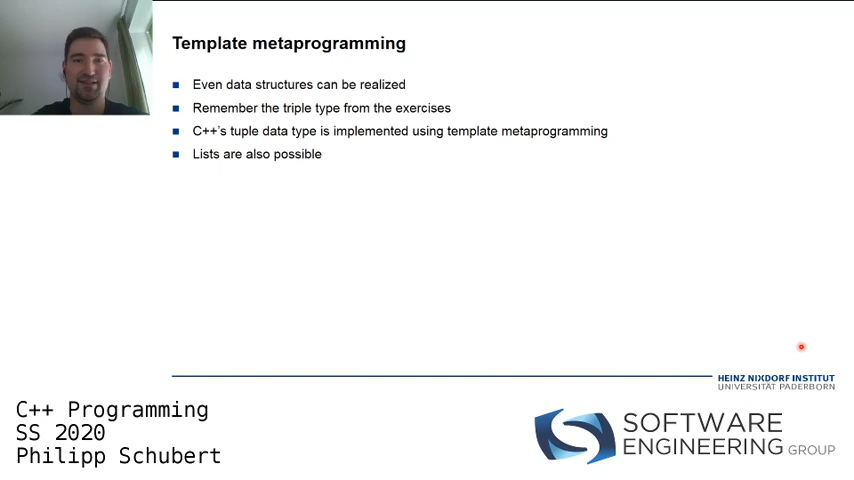 Template metaprogramming
Even data structures can be realized
Remember the triple type from the exercises
C++'s tuple data type is implemented using template metaprogramming
Lists are also possible
HEINZ NIXDORF INSTITUT
UNIVERSITÄT PADERBORN
C++ Programming
SS 2020
Philipp Schubert
SOFTWARE
ENGINEERING GROUP